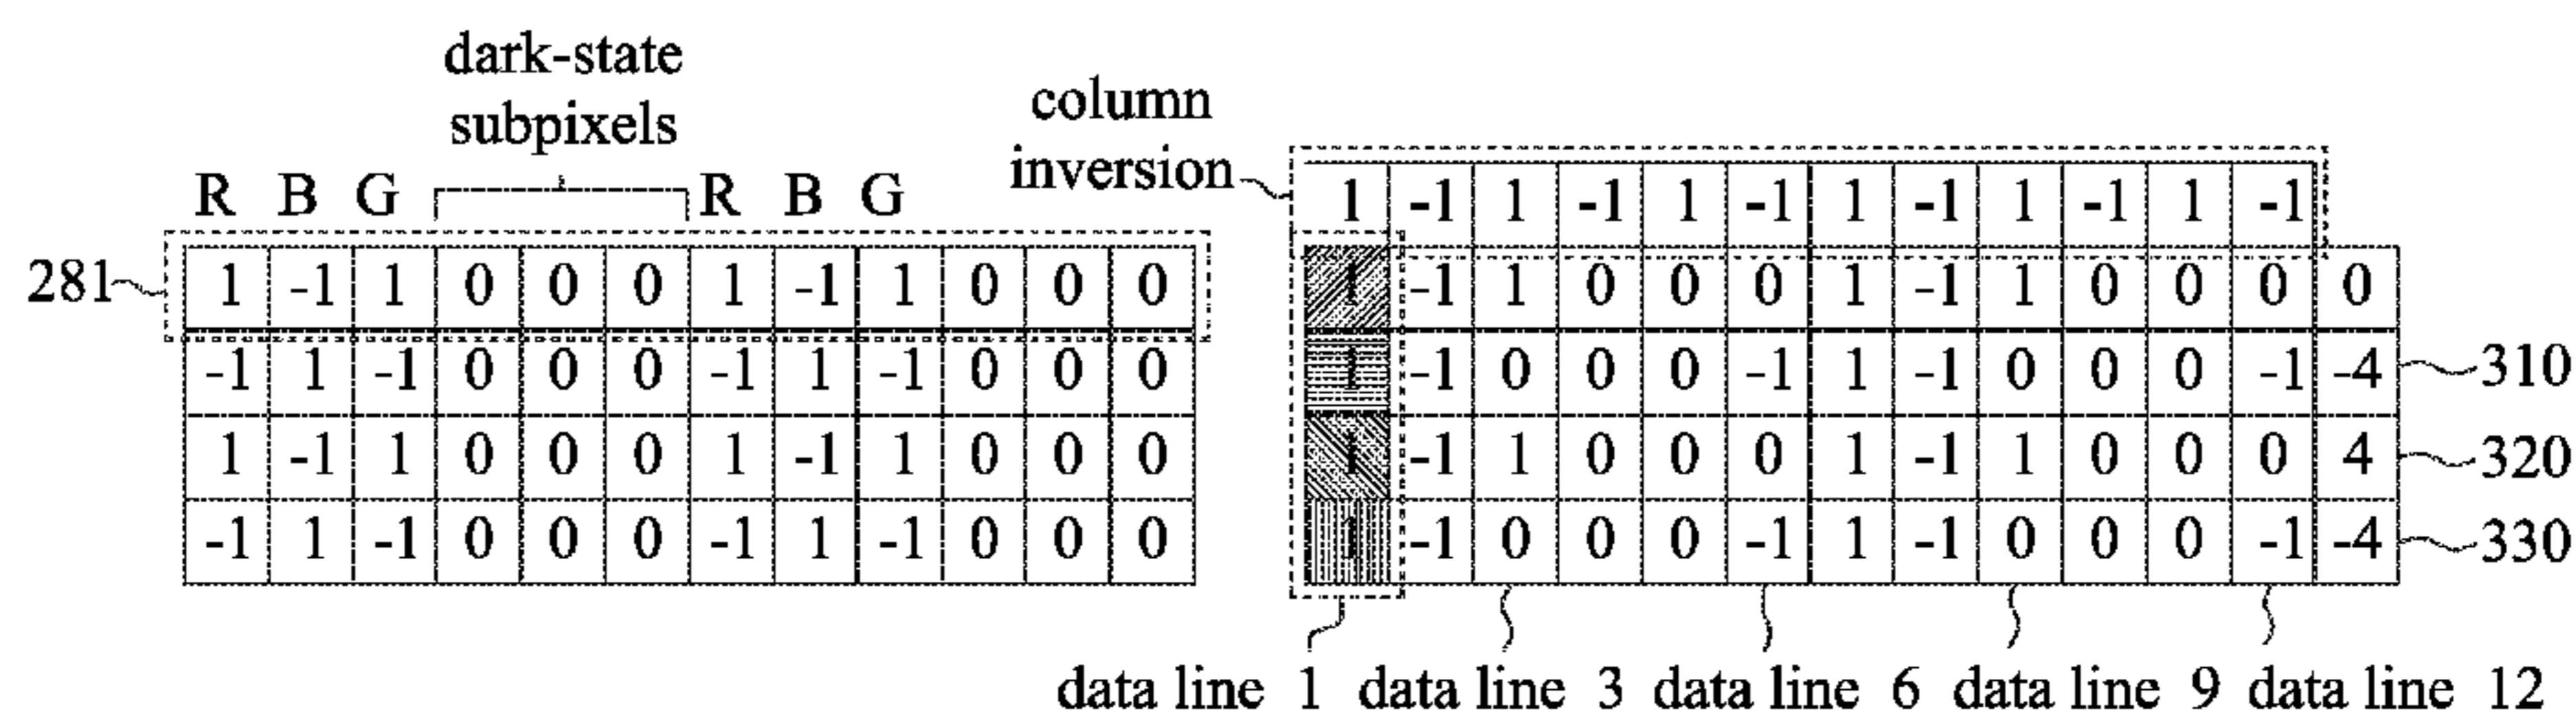 dark-state
subpixels
column
inversion
R B G R B G
1 -1 1 -1 1 -1 1 -1 1 -1 1 -1
281 1 -1 1 0 0 0 1 -1 1 0 0 0
1 -1 1 0 0 0 1 -1 1 0 0 0 0
-1 1 -1 0 0 0 -1 1 -1 0 0 0
1 -1 0 0 0 -1 1 -1 0 0 0 -1 -4 310
1 -1 1 0 0 0 1 -1 1 0 0 0
1 -1 1 0 0 0 1 -1 1 0 0 0 4 320
-1 1 -1 0 0 0 -1 1 -1 0 0 0
1 -1 0 0 0 -1 1 -1 0 0 0 -1 -4 330
data line 1 data line 3 data line 6 data line 9 data line 12